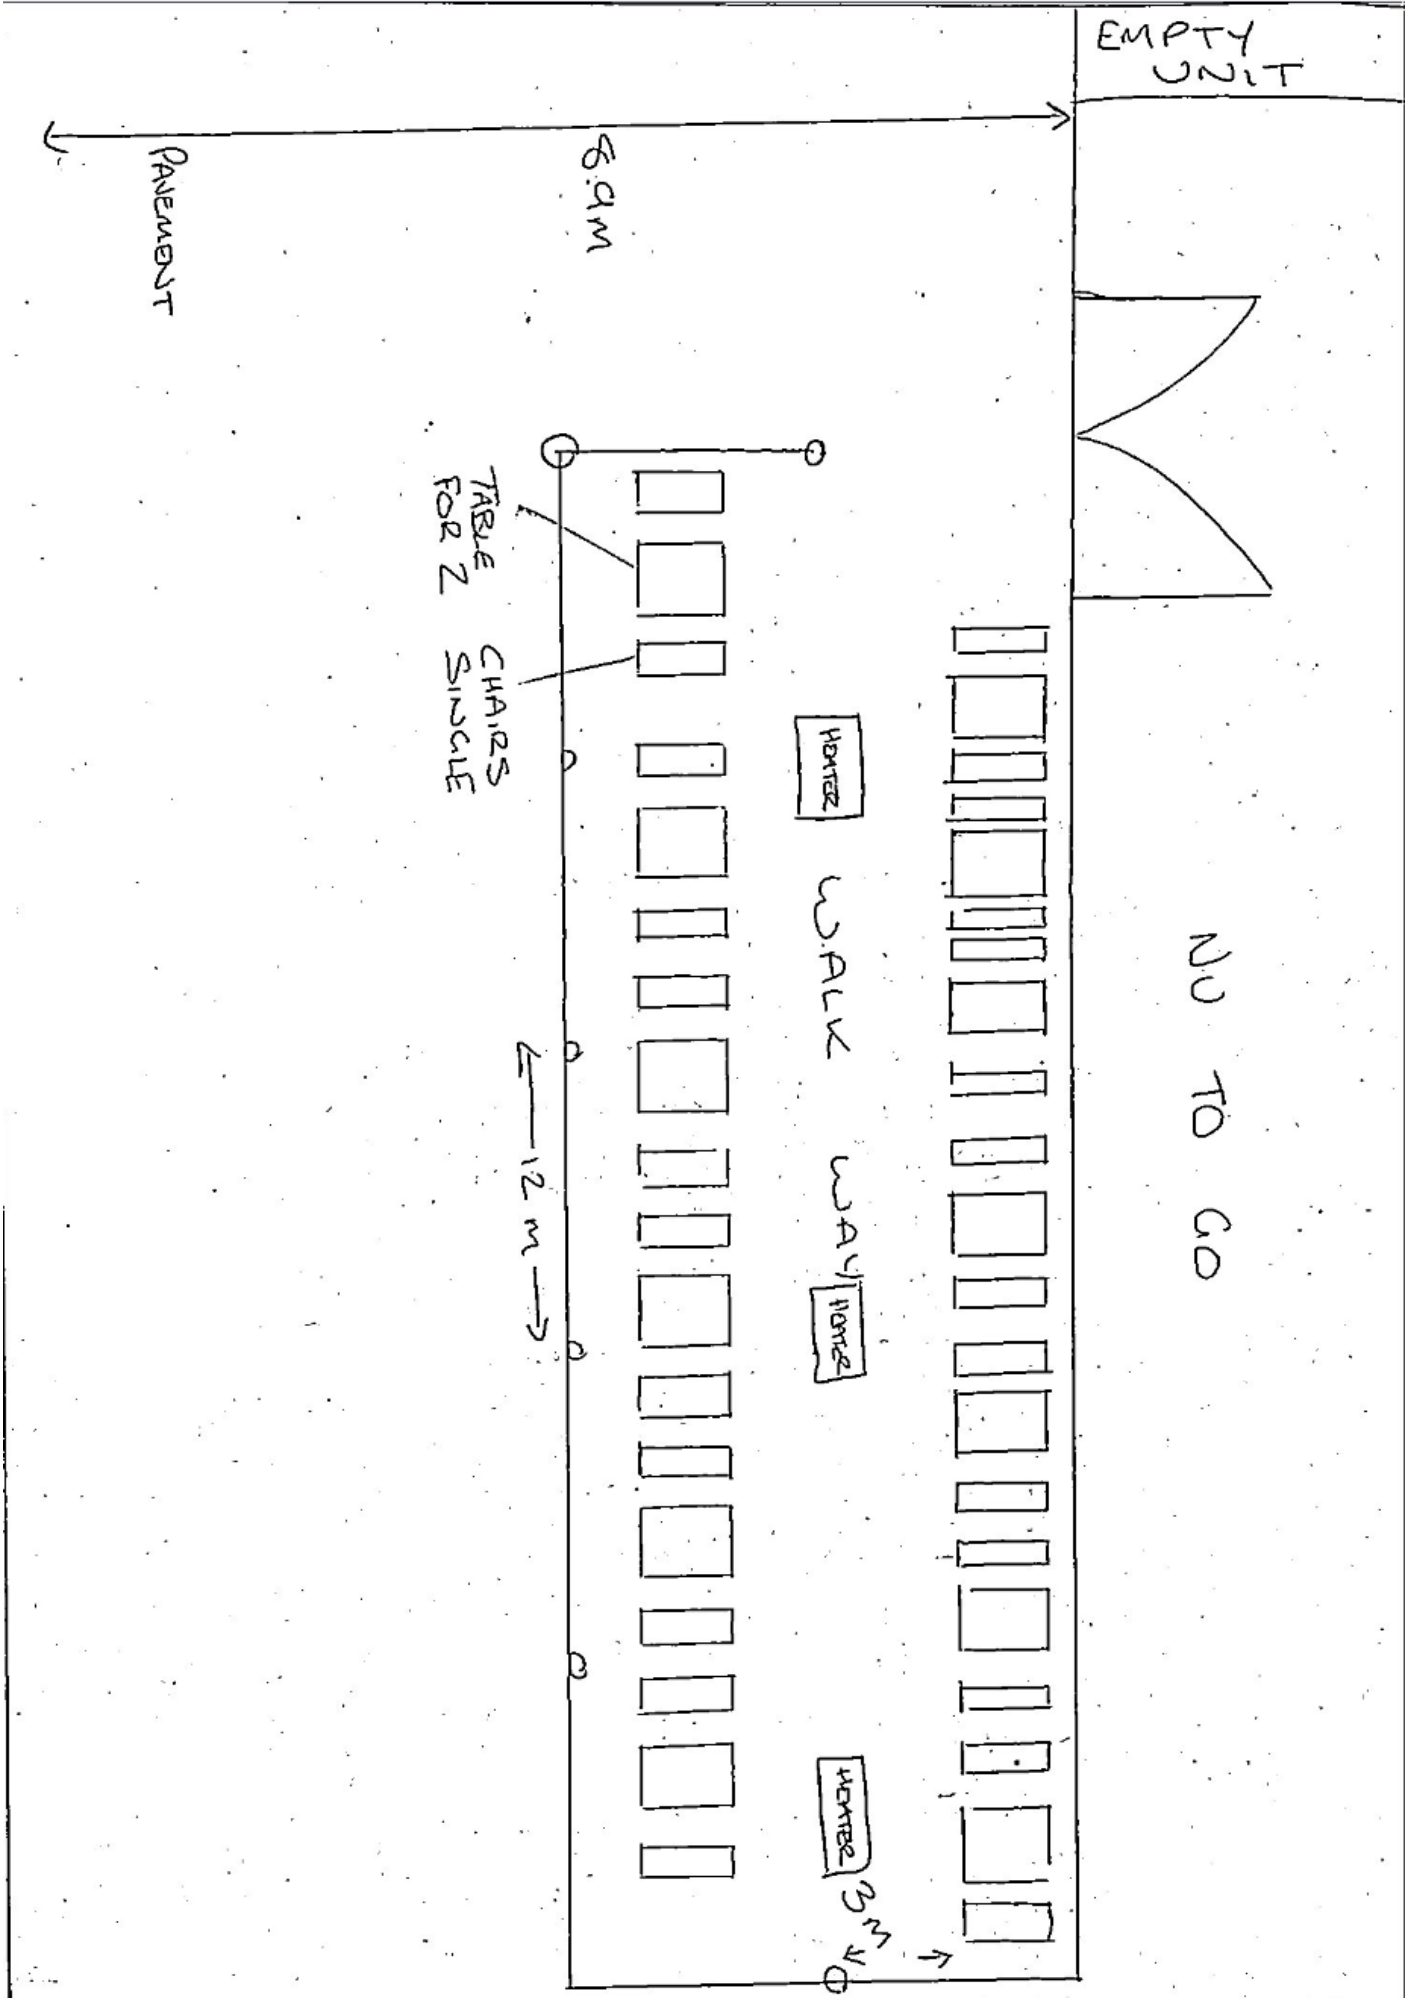 EMPTY
UNIT
8.9M
PAVEMENT
TABLE
FOR 2
CHAIRS
SINGLE
HEATER
WALK WAY
HEATER
NU TO GO
12 m
HEATER
3m